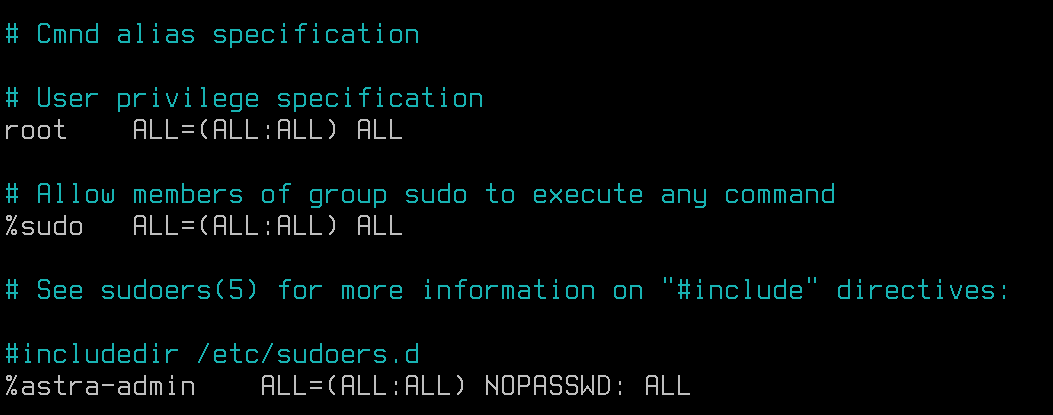 # Cmnd alias specification
# User privilege specification
root    ALL=(ALL:ALL) ALL
# Allow members of group sudo to execute any command
%sudo   ALL=(ALL:ALL) ALL
# See sudoers(5) for more information on "#include" directives:
#includedir /etc/sudoers.d
%astra-admin    ALL=(ALL:ALL) NOPASSWD: ALL